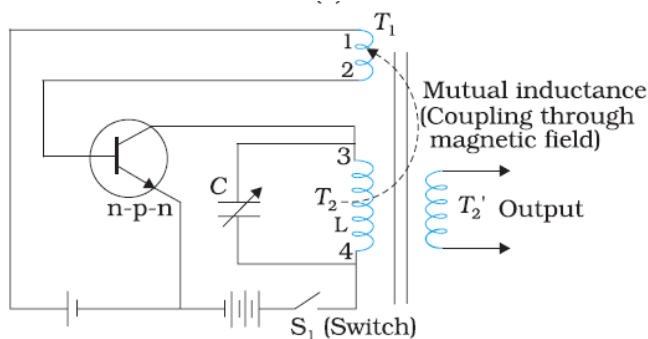 T1
1
2
Mutual inductance
(Coupling through
magnetic field)
3
C
T2
L
T2' Output
n-p-n
4
S1 (Switch)